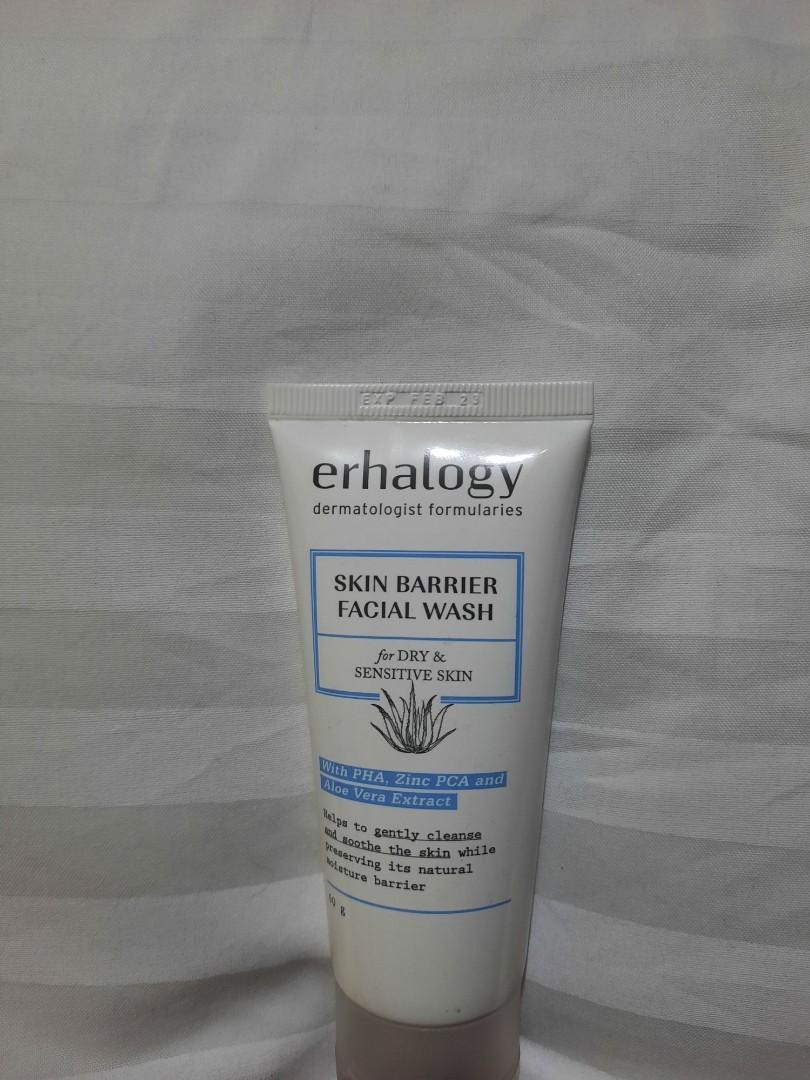 EXP FEB 23
erhalogy
dermatologist formularies
SKIN BARRIER
FACIAL WASH
for DRY &
SENSITIVE SKIN
With PHA, Zinc PCA and
Aloe Vera Extract
Helps to gently cleanse
and soothe the skin while
preserving its natural
moisture barrier
g